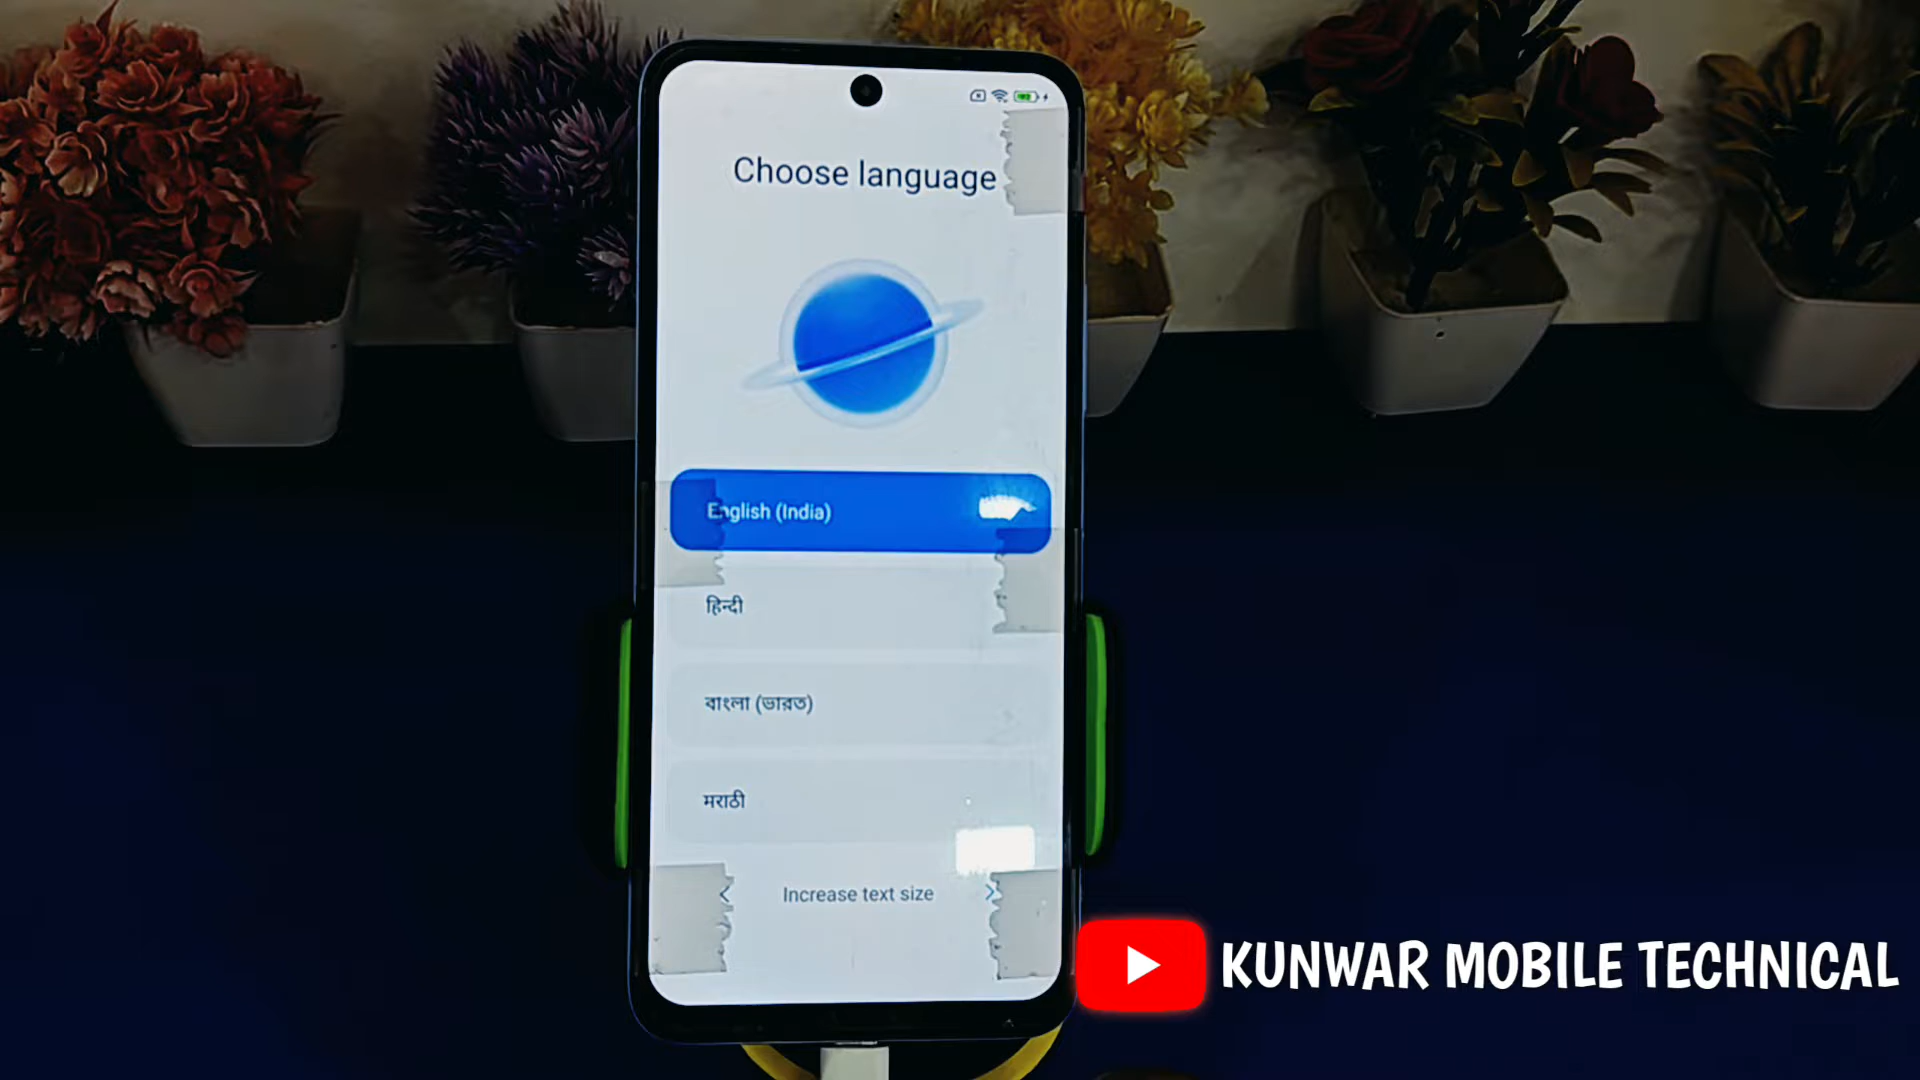 Choose language
English (India)
हिन्दी
বাংলা (ভারত)
मराठी
Increase text size
KUNWAR MOBILE TECHNICAL